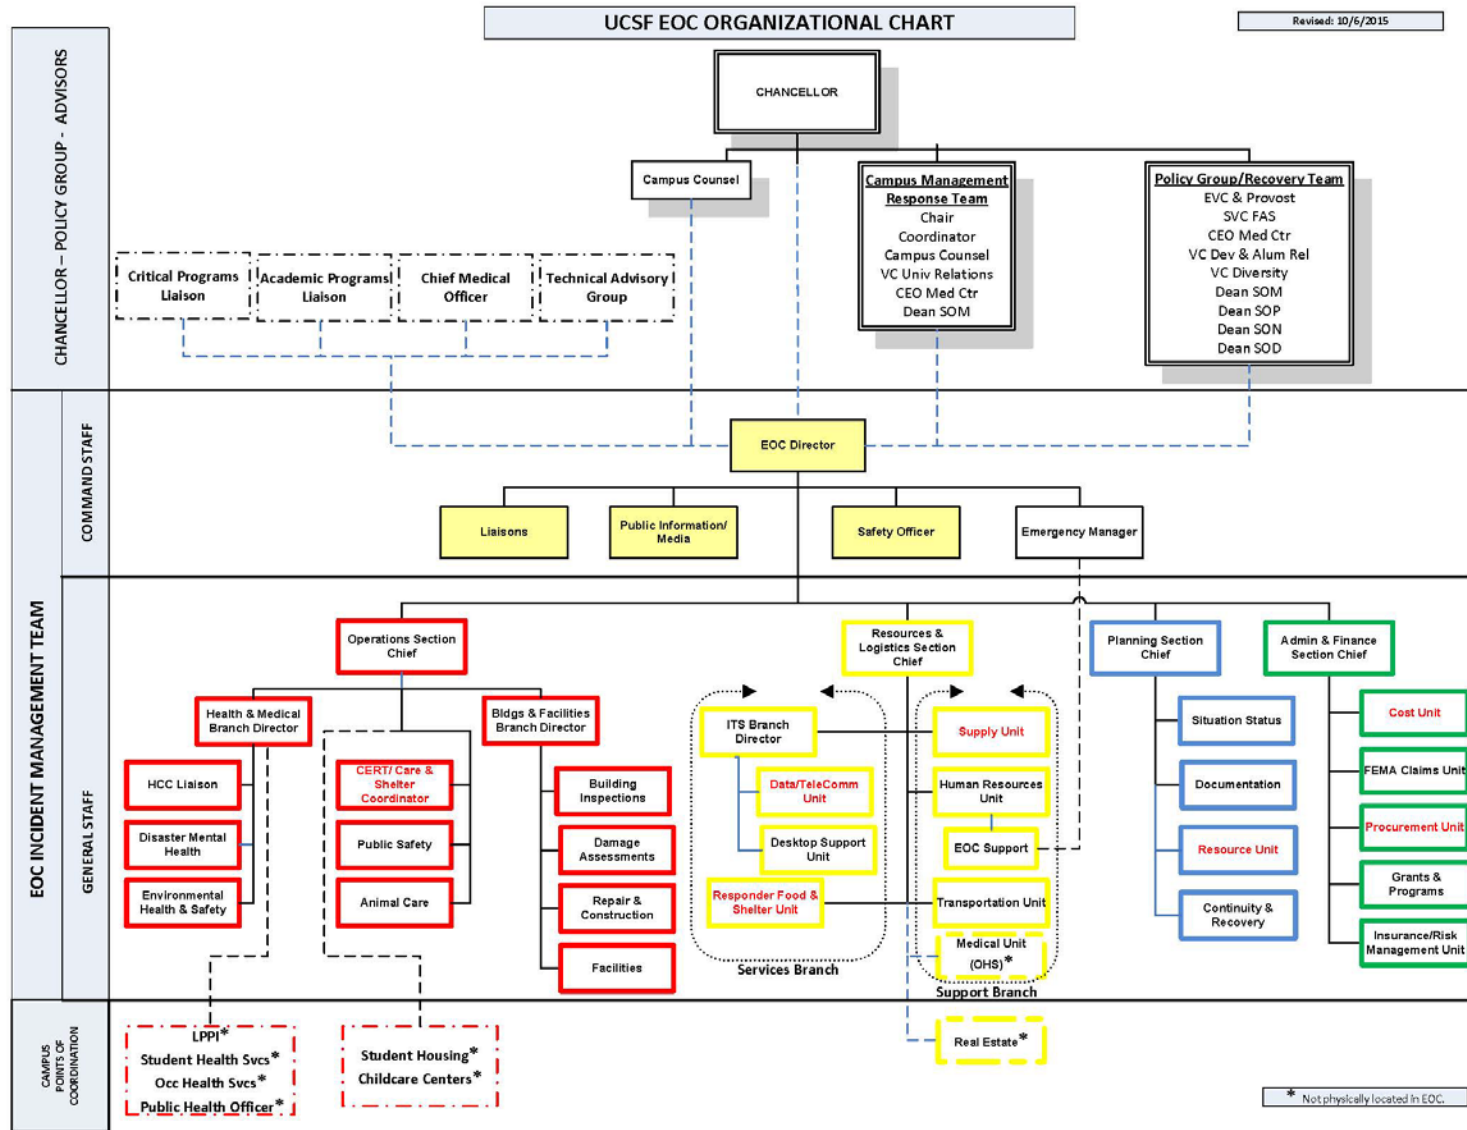 UCSF EOC ORGANIZATIONAL CHART
Revised: 10/6/2015
CHANCELLOR – POLICY GROUP - ADVISORS
CHANCELLOR
Campus Counsel
Campus Management
Response Team
Chair
Coordinator
Campus Counsel
VC Univ Relations
CEO Med Ctr
Dean SOM
Policy Group/Recovery Team
EVC & Provost
SVC FAS
CEO Med Ctr
VC Dev & Alum Rel
VC Diversity
Dean SOM
Dean SOP
Dean SON
Dean SOD
Critical Programs
Liaison
Academic Programs
Liaison
Chief Medical
Officer
Technical Advisory
Group
EOC INCIDENT MANAGEMENT TEAM
COMMAND STAFF
EOC Director
Liaisons
Public Information/
Media
Safety Officer
Emergency Manager
GENERAL STAFF
Operations Section
Chief
Resources &
Logistics Section
Chief
Planning Section
Chief
Admin & Finance
Section Chief
Health & Medical
Branch Director
Bldgs & Facilities
Branch Director
HCC Liaison
Disaster Mental
Health
Environmental
Health & Safety
CERT/ Care &
Shelter
Coordinator
Public Safety
Animal Care
Building
Inspections
Damage
Assessments
Repair &
Construction
Facilities
ITS Branch
Director
Data/TeleComm
Unit
Desktop Support
Unit
Responder Food &
Shelter Unit
Services Branch
Supply Unit
Human Resources
Unit
EOC Support
Transportation Unit
Medical Unit
(OHS)*
Support Branch
Situation Status
Documentation
Resource Unit
Continuity &
Recovery
Cost Unit
FEMA Claims Unit
Procurement Unit
Grants &
Programs
Insurance/Risk
Management Unit
CAMPUS
POINTS OF
COORDINATION
LPPI*
Student Health Svcs*
Occ Health Svcs*
Public Health Officer*
Student Housing*
Childcare Centers*
Real Estate*
* Not physically located in EOC.